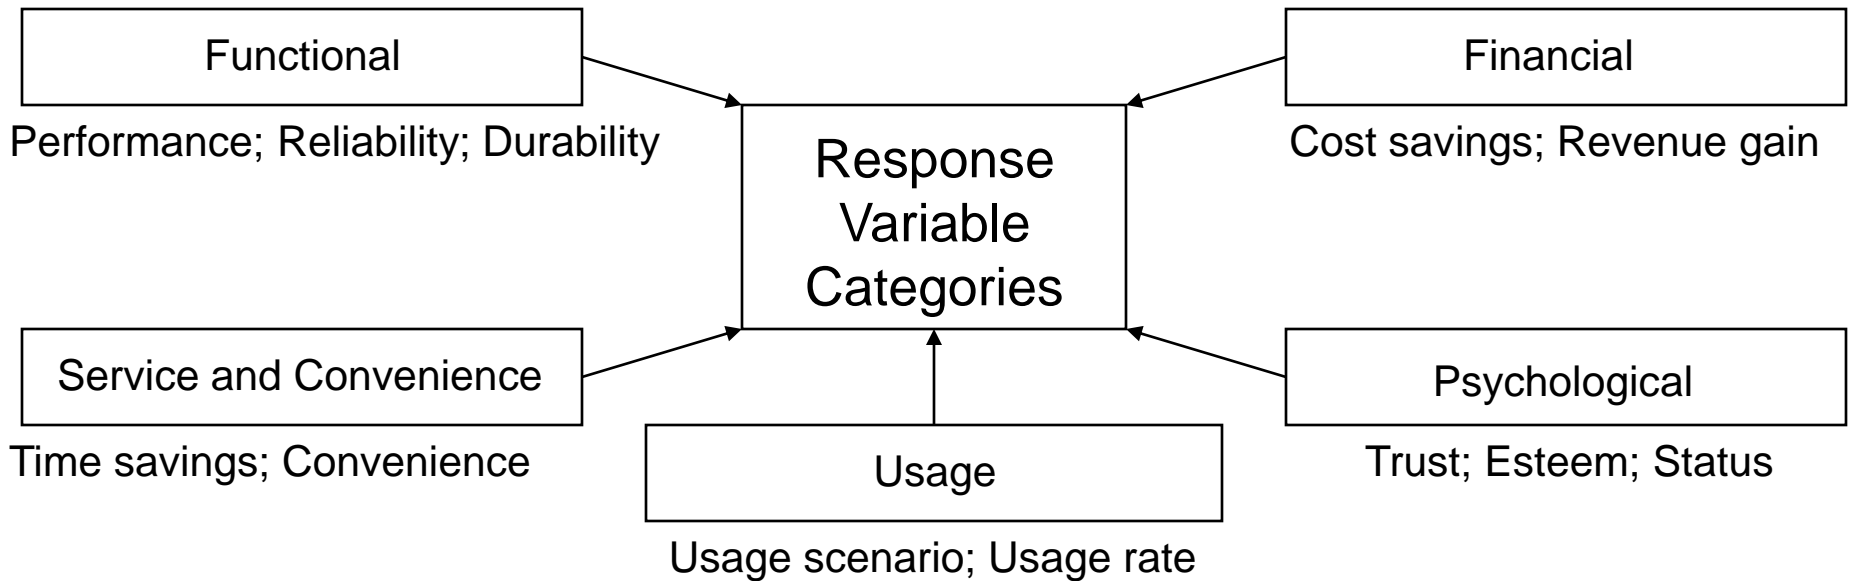 Functional
Performance; Reliability; Durability
Financial
Cost savings; Revenue gain
Response
Variable
Categories
Service and Convenience
Time savings; Convenience
Usage
Usage scenario; Usage rate
Psychological
Trust; Esteem; Status